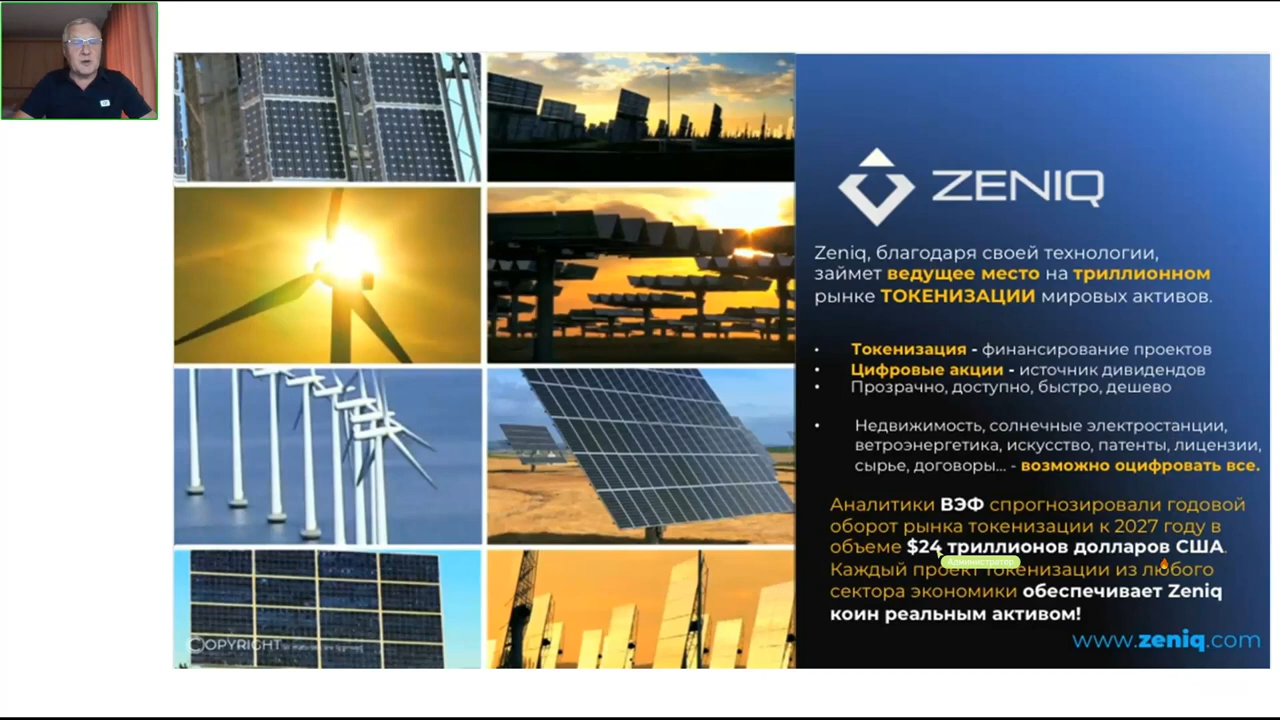 ZENIQ
Zeniq, благодаря своей технологии,
займет ведущее место на триллионном
рынке ТОКЕНИЗАЦИИ мировых активов.
• Токенизация - финансирование проектов
• Цифровые акции - источник дивидендов
• Прозрачно, доступно, быстро, дешево
• Недвижимость, солнечные электростанции,
ветроэнергетика, искусство, патенты, лицензии,
сырье, договоры... - возможно оцифровать все.
Аналитики ВЭФ спрогнозировали годовой
оборот рынка токенизации к 2027 году в
объеме $24 триллионов долларов США.
Администратор
Каждый проект токенизации из любого
сектора экономики обеспечивает Zeniq
коин реальным активом!
www.zeniq.com
COPYRIGHT